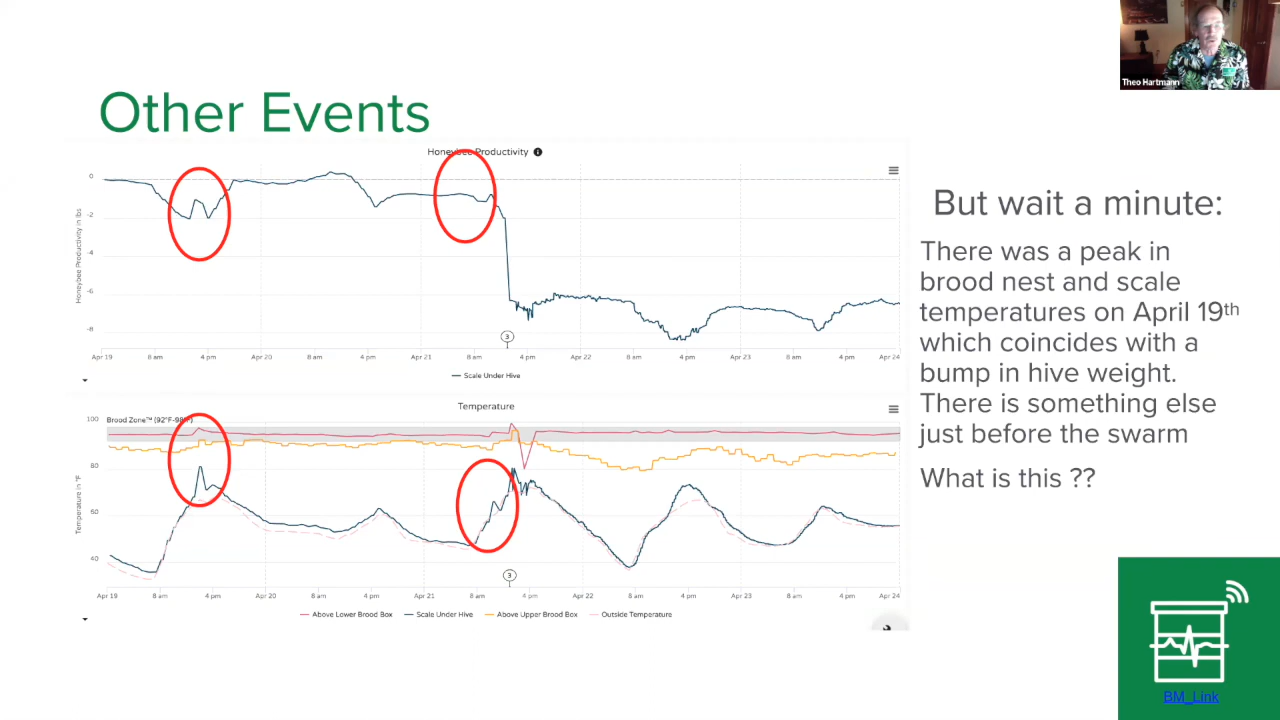 Theo Hartmann
Other Events
Honeybee Productivity
0
-2
-4
-6
-8
Honeybee Productivity in lbs
Apr 19 8 am 4 pm Apr 20 8 am 4 pm Apr 21 8 am 4 pm Apr 22 8 am 4 pm Apr 23 8 am 4 pm Apr 24
3
Scale Under Hive
Temperature
Brood Zone™ (92°F-98°F)
100
80
60
40
Temperature in °F
3
Apr 19 8 am 4 pm Apr 20 8 am 4 pm Apr 21 8 am 4 pm Apr 22 8 am 4 pm Apr 23 8 am 4 pm Apr 24
Above Lower Brood Box Scale Under Hive Above Upper Brood Box Outside Temperature
But wait a minute:
There was a peak in
brood nest and scale
temperatures on April 19th
which coincides with a
bump in hive weight.
There is something else
just before the swarm
What is this ??
BM_Link